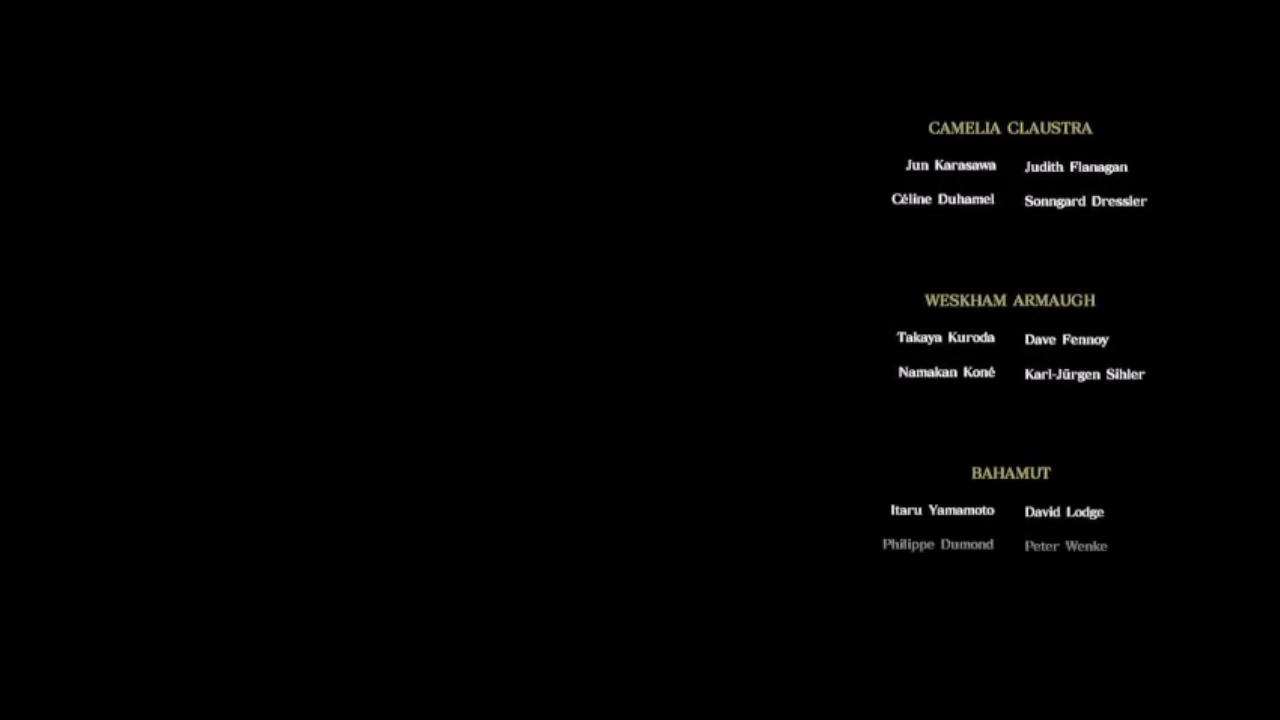 CAMELIA CLAUSTRA
Jun Karasawa Judith Flanagan
Céline Duhamel Sonngard Dressler
WESKHAM ARMAUGH
Takaya Kuroda Dave Fennoy
Namakan Koné Karl-Jürgen Sihler
BAHAMUT
Itaru Yamamoto David Lodge
Philippe Dumond Peter Wenke